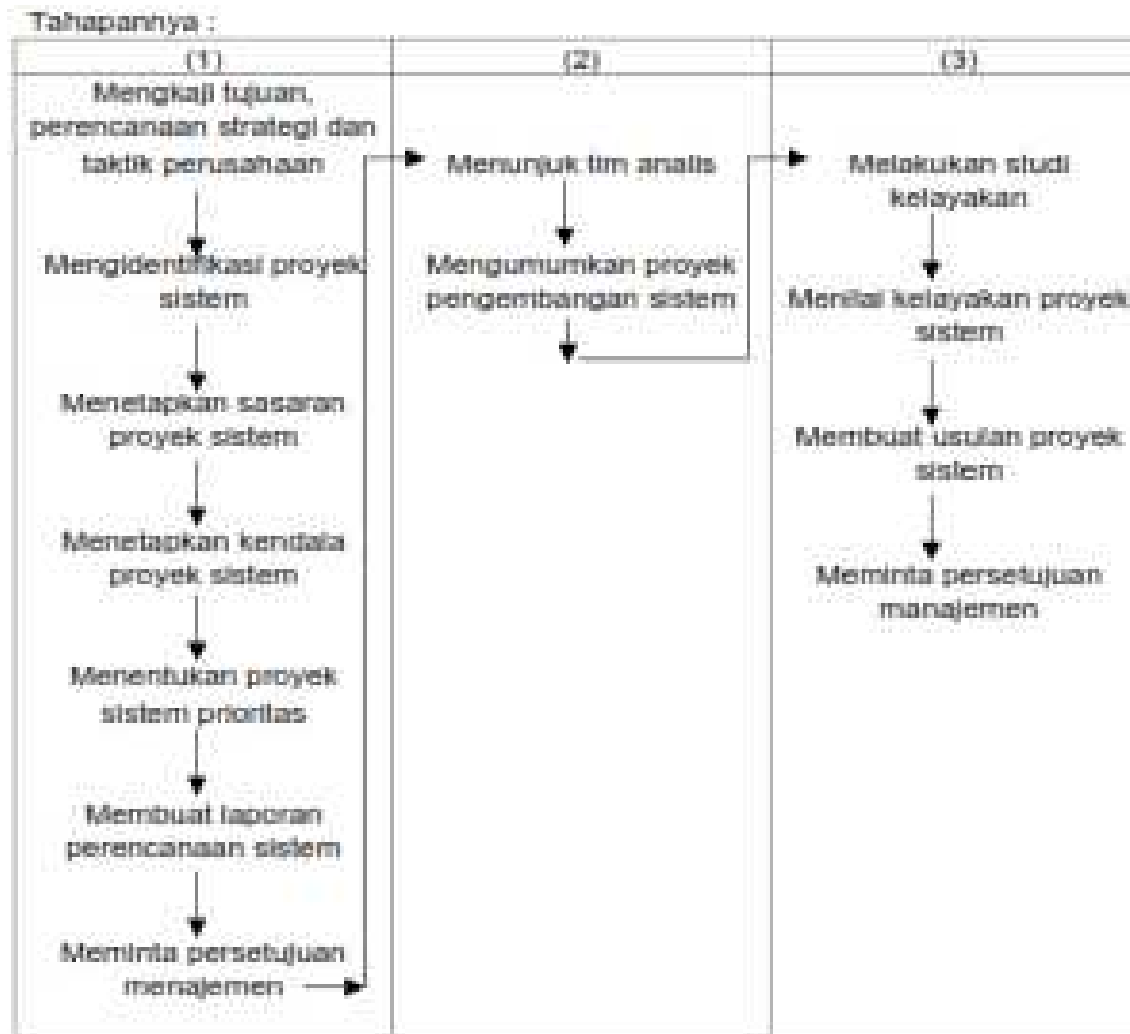 Tahapannya :
(1)
Mengkaji tujuan,
perencanaan strategi dan
taktik perusahaan
Mengidentifikasi proyek
sistem
Menetapkan sasaran
proyek sistem
Menetapkan kendala
proyek sistem
Menentukan proyek
sistem prioritas
Membuat laporan
perencanaan sistem
Meminta persetujuan
menajemen
(2)
Menunjuk tim analis
Mengumumkan proyek
pengembangan sistem
(3)
Melakukan studi
kelayakan
Menilai kelayakan proyek
sistem
Membuat usulan proyek
sistem
Meminta persetujuan
manajemen